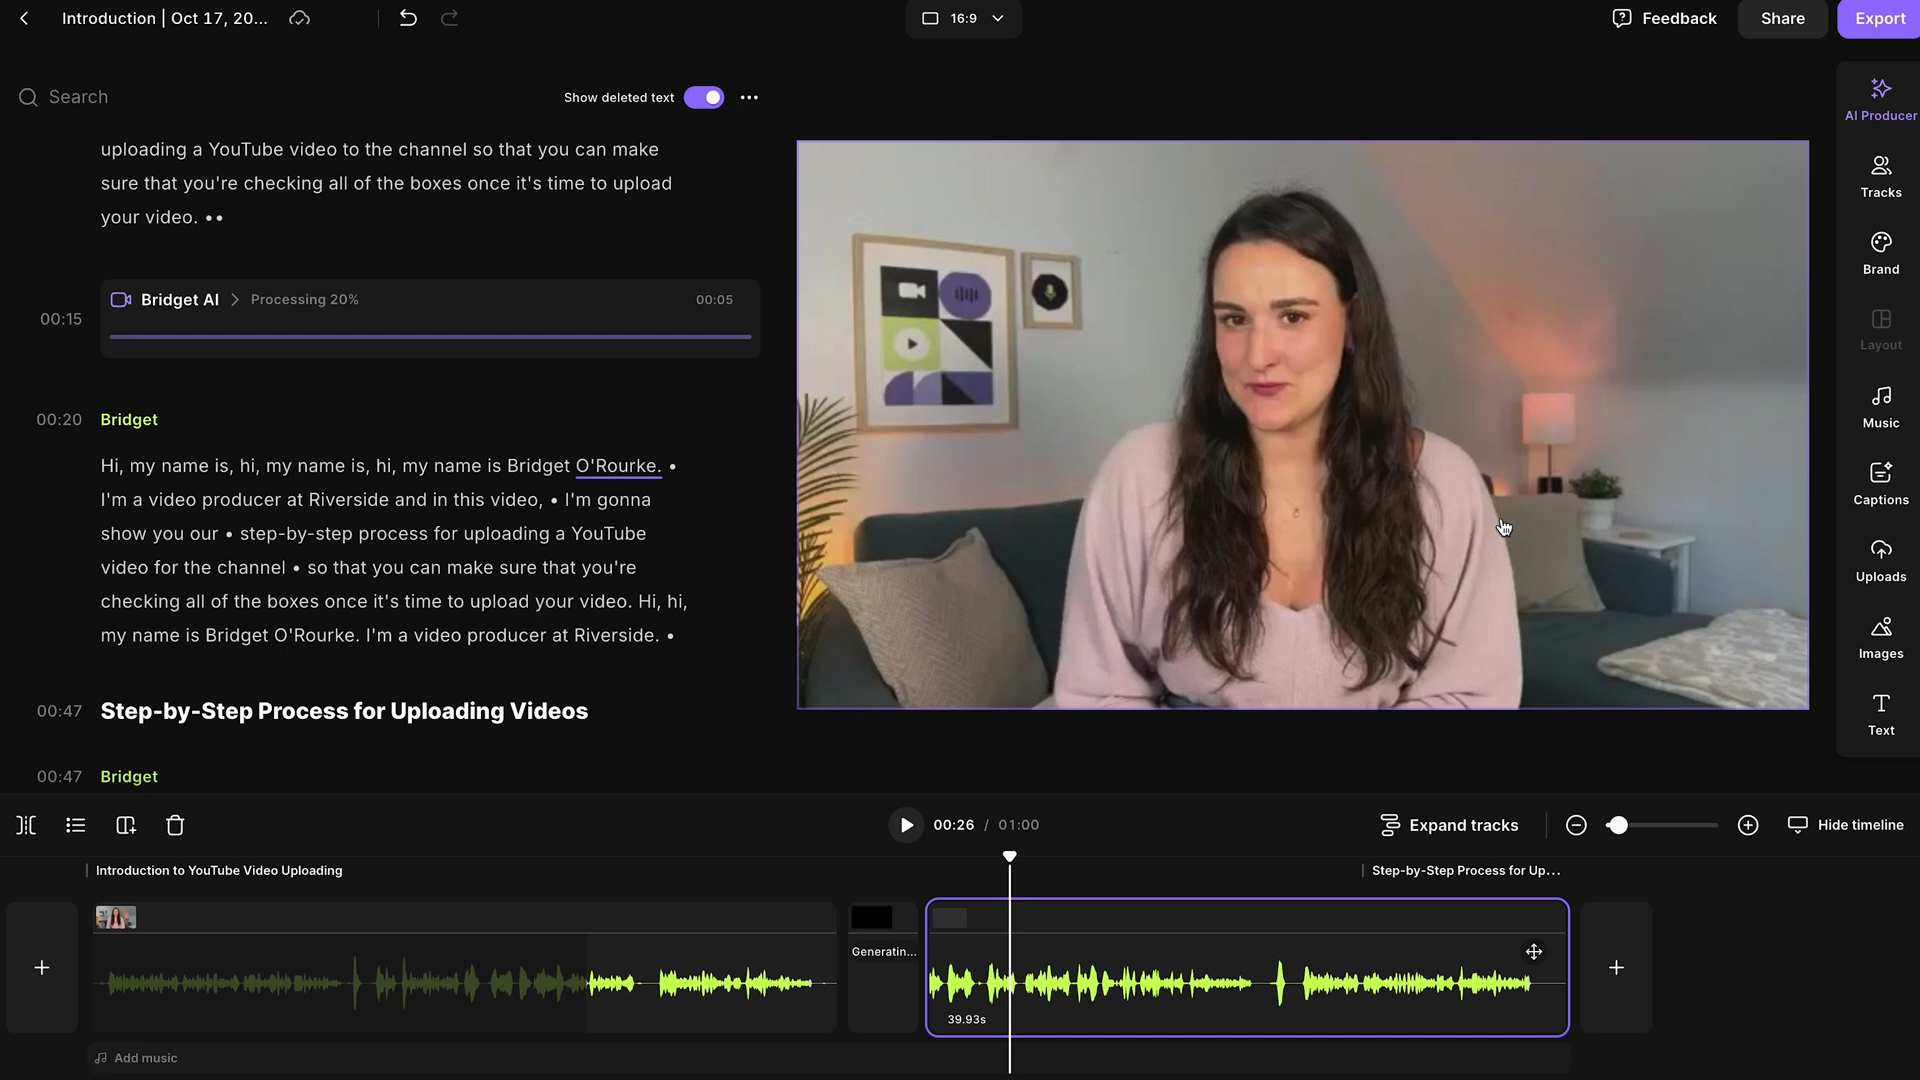 Introduction | Oct 17, 20...
16:9
Feedback
Share
Export
Search
Show deleted text
uploading a YouTube video to the channel so that you can make
sure that you're checking all of the boxes once it's time to upload
your video. ••
00:15
Bridget AI > Processing 20%
00:05
00:20
Bridget
Hi, my name is, hi, my name is, hi, my name is Bridget O'Rourke. •
I'm a video producer at Riverside and in this video, • I'm gonna
show you our • step-by-step process for uploading a YouTube
video for the channel • so that you can make sure that you're
checking all of the boxes once it's time to upload your video. Hi, hi,
my name is Bridget O'Rourke. I'm a video producer at Riverside. •
00:47
Step-by-Step Process for Uploading Videos
00:47
Bridget
AI Producer
Tracks
Brand
Layout
Music
Captions
Uploads
Images
Text
00:26 / 01:00
Expand tracks
Hide timeline
Introduction to YouTube Video Uploading
Step-by-Step Process for Up...
Generatin...
39.93s
Add music